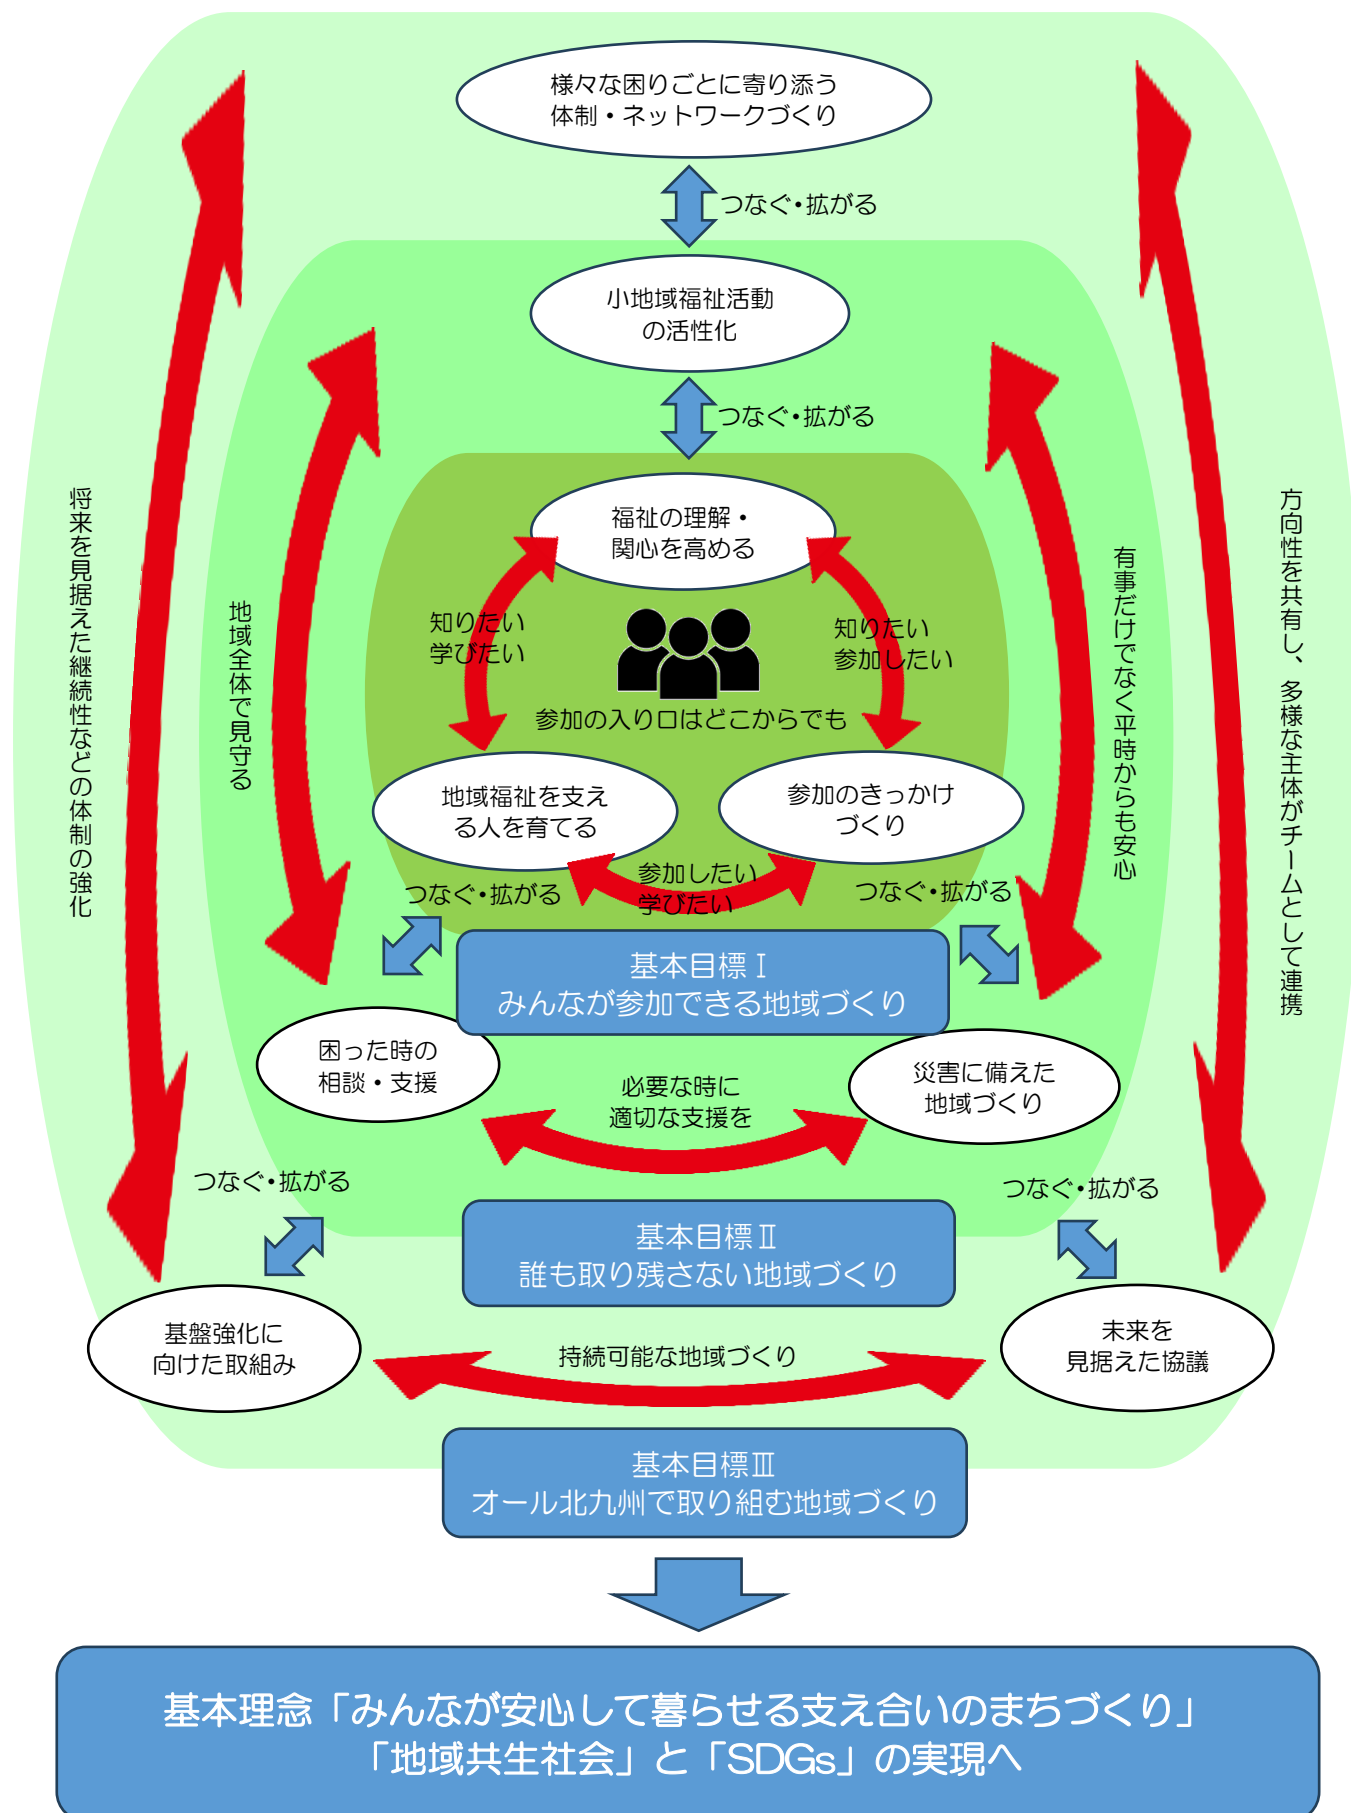 様々な困りごとに寄り添う
体制・ネットワークづくり
つなぐ・拡がる
小地域福祉活動
の活性化
つなぐ・拡がる
福祉の理解・
関心を高める
知りたい
学びたい
知りたい
参加したい
参加の入り口はどこからでも
地域福祉を支え
る人を育てる
参加のきっかけ
づくり
参加したい
学びたい
つなぐ・拡がる
つなぐ・拡がる
基本目標Ⅰ
みんなが参加できる地域づくり
将来を見据えた継続性などの体制の強化
地域全体で見守る
有事だけでなく平時からも安心
方向性を共有し、多様な主体がチームとして連携
困った時の
相談・支援
必要な時に
適切な支援を
災害に備えた
地域づくり
つなぐ・拡がる
つなぐ・拡がる
基本目標Ⅱ
誰も取り残さない地域づくり
基盤強化に
向けた取組み
持続可能な地域づくり
未来を
見据えた協議
基本目標Ⅲ
オール北九州で取り組む地域づくり
基本理念「みんなが安心して暮らせる支え合いのまちづくり」
「地域共生社会」と「SDGs」の実現へ